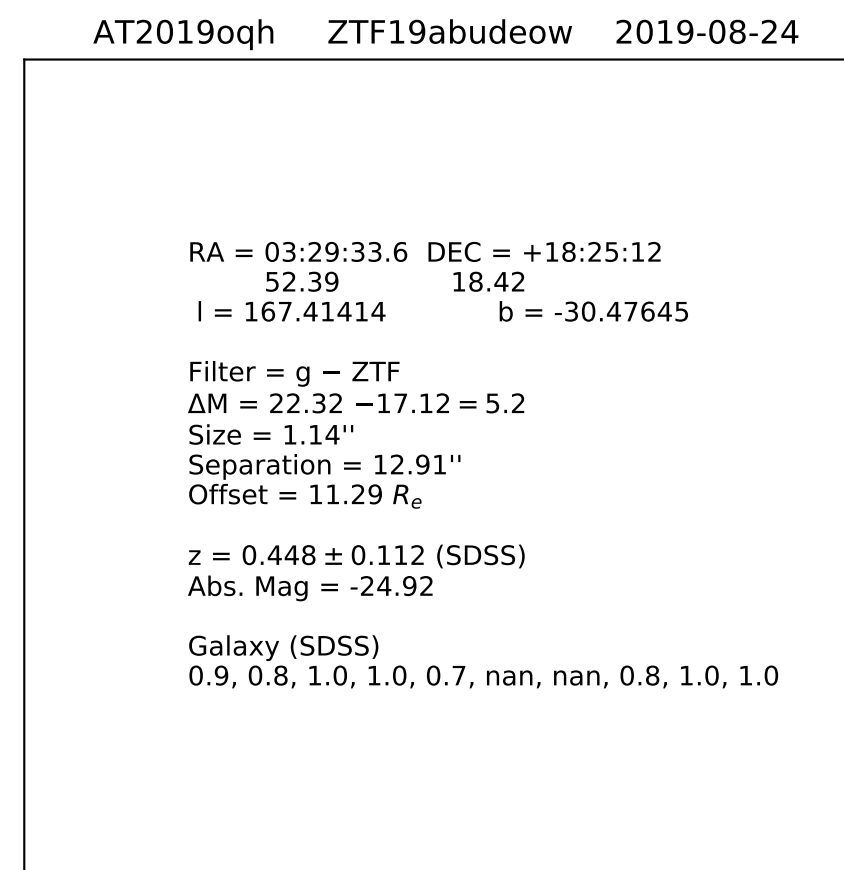 AT2019oqh ZTF19abudeow 2019-08-24
RA = 03:29:33.6 DEC = +18:25:12
52.39 18.42
l = 167.41414 b = -30.47645
Filter = g − ZTF
ΔM = 22.32 −17.12 = 5.2
Size = 1.14''
Separation = 12.91''
Offset = 11.29 Rₑ
z = 0.448 ± 0.112 (SDSS)
Abs. Mag = -24.92
Galaxy (SDSS)
0.9, 0.8, 1.0, 1.0, 0.7, nan, nan, 0.8, 1.0, 1.0